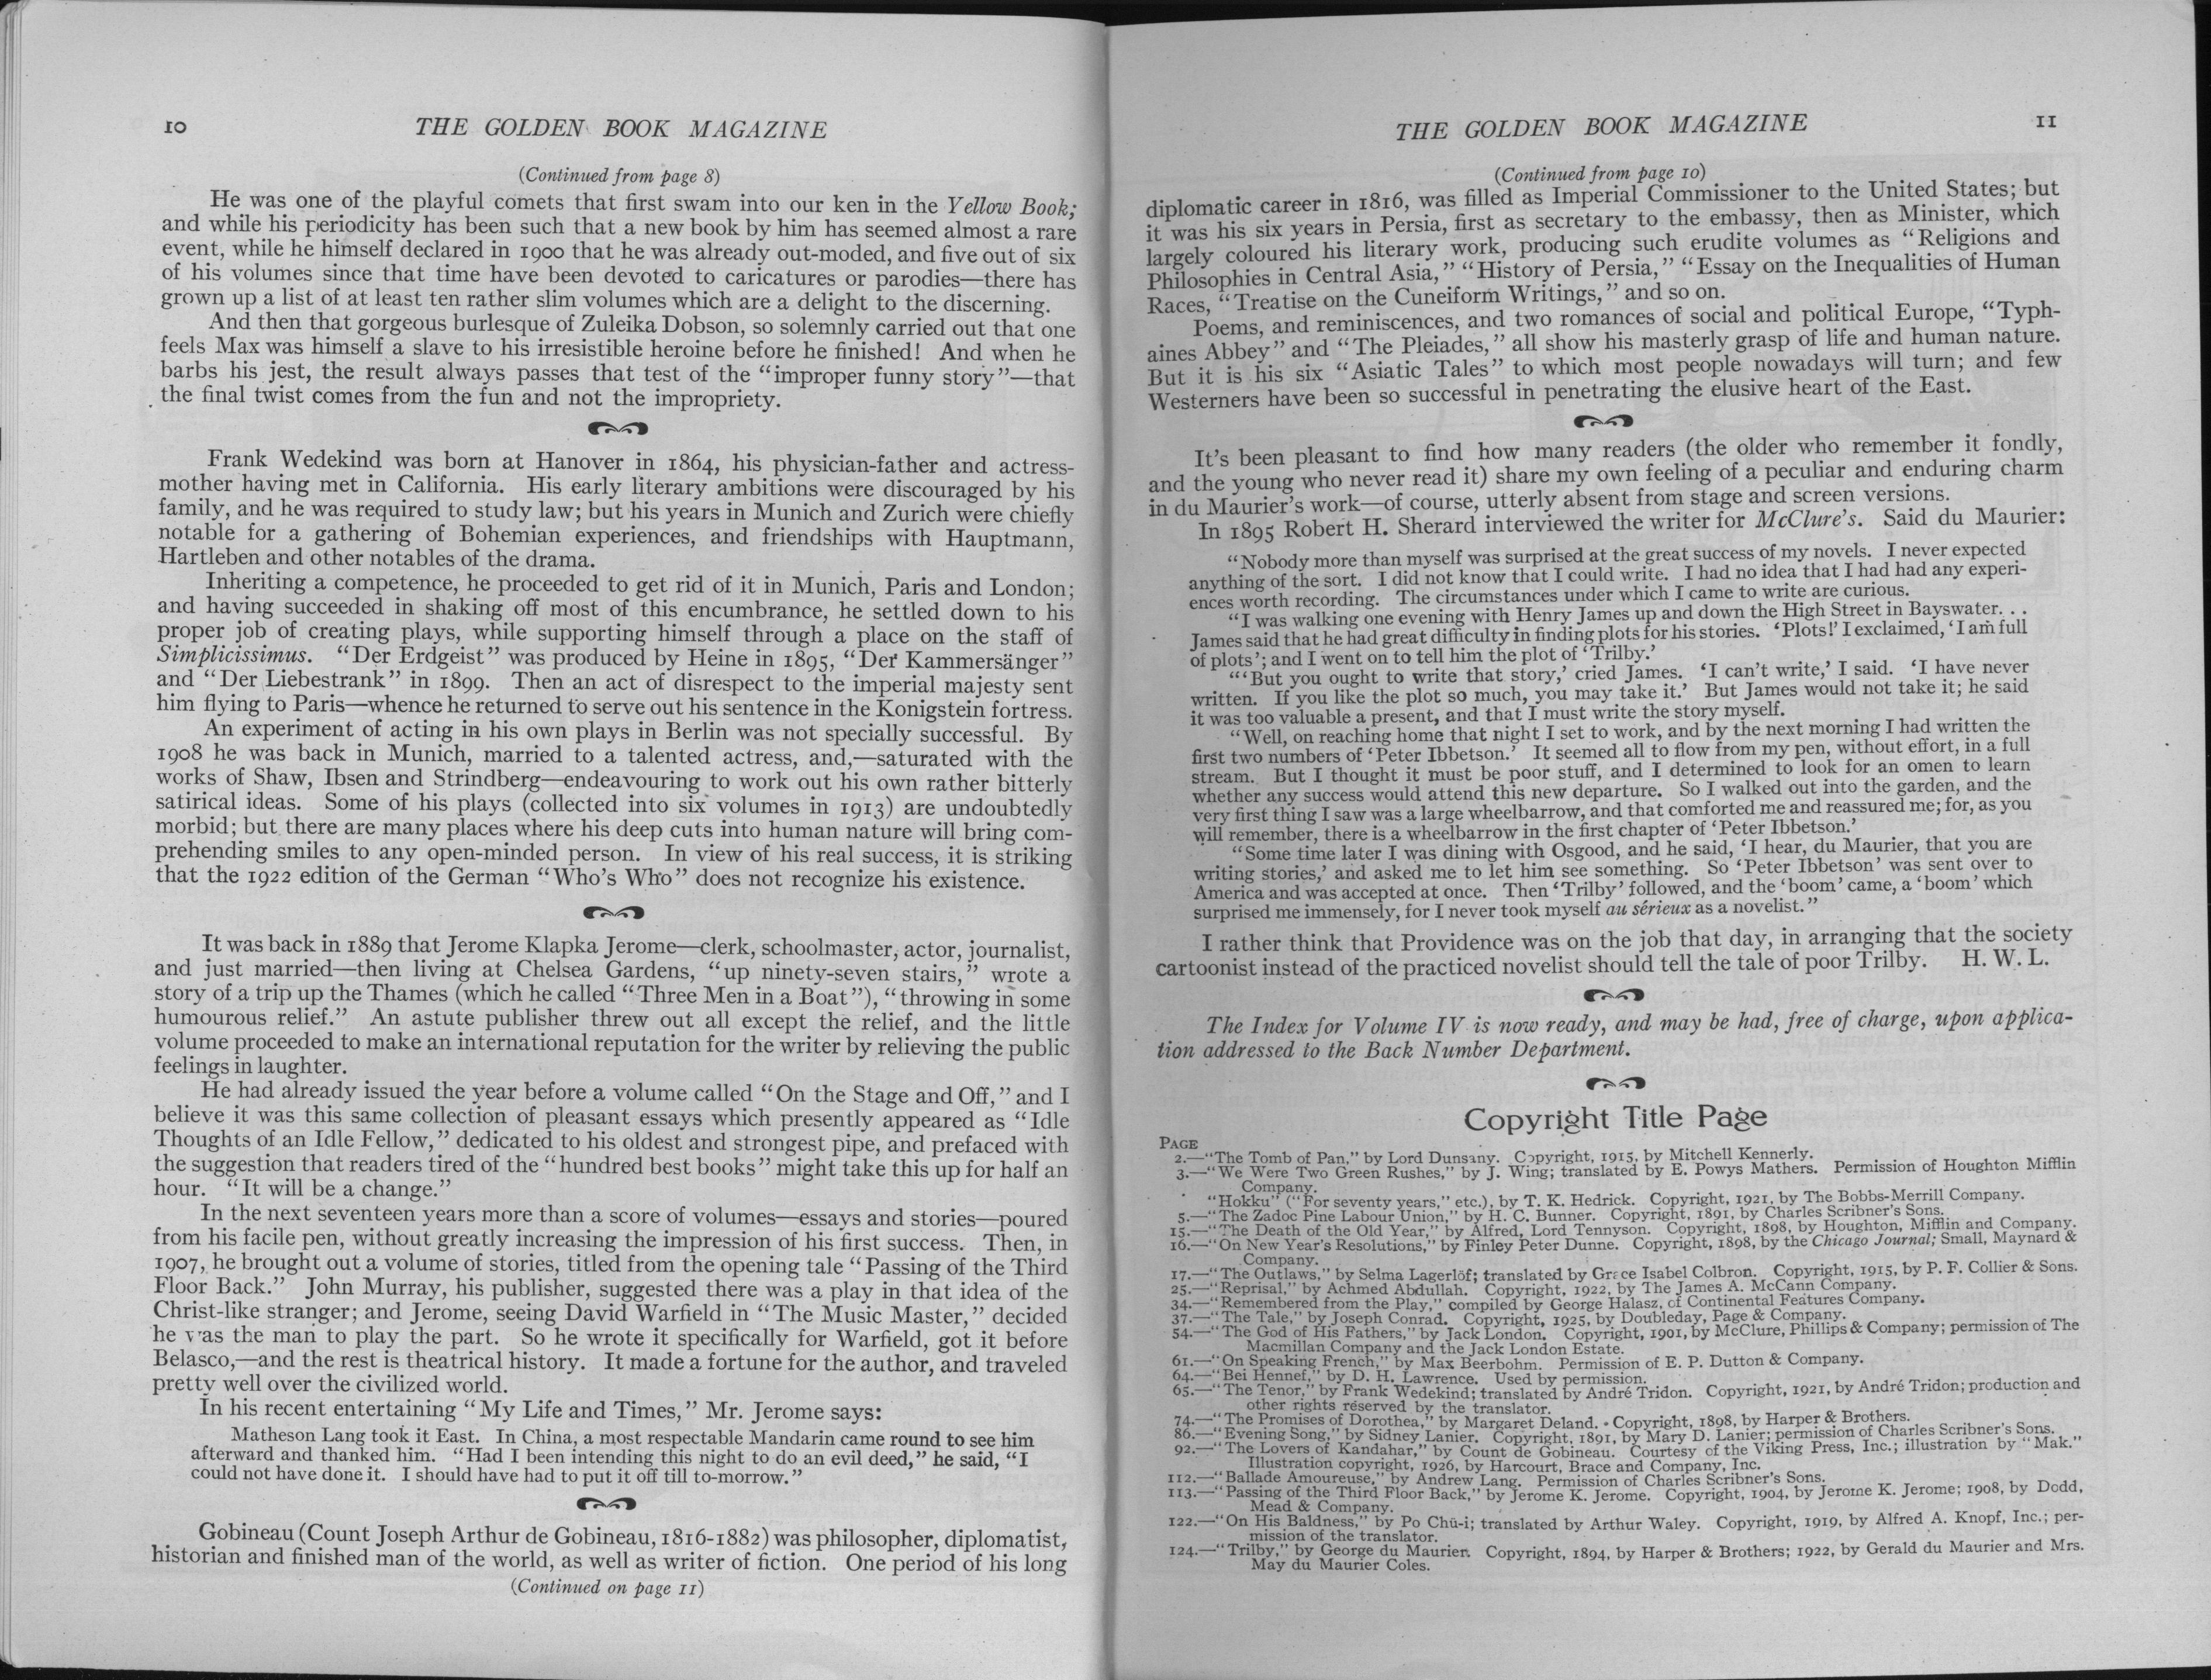 10
THE GOLDEN BOOK MAGAZINE
(Continued from page 8)
He was one of the playful comets that first swam into our ken in the Yellow Book;
and while his periodicity has been such that a new book by him has seemed almost a rare
event, while he himself declared in 1900 that he was already out-moded, and five out of six
of his volumes since that time have been devoted to caricatures or parodies—there has
grown up a list of at least ten rather slim volumes which are a delight to the discerning.
And then that gorgeous burlesque of Zuleika Dobson, so solemnly carried out that one
feels Max was himself a slave to his irresistible heroine before he finished! And when he
barbs his jest, the result always passes that test of the "improper funny story"—that
the final twist comes from the fun and not the impropriety.
Frank Wedekind was born at Hanover in 1864, his physician-father and actress-
mother having met in California. His early literary ambitions were discouraged by his
family, and he was required to study law; but his years in Munich and Zurich were chiefly
notable for a gathering of Bohemian experiences, and friendships with Hauptmann,
Hartleben and other notables of the drama.
Inheriting a competence, he proceeded to get rid of it in Munich, Paris and London;
and having succeeded in shaking off most of this encumbrance, he settled down to his
proper job of creating plays, while supporting himself through a place on the staff of
Simplicissimus. "Der Erdgeist" was produced by Heine in 1895, "Der Kammersänger"
and "Der Liebestrank" in 1899. Then an act of disrespect to the imperial majesty sent
him flying to Paris—whence he returned to serve out his sentence in the Konigstein fortress.
An experiment of acting in his own plays in Berlin was not specially successful. By
1908 he was back in Munich, married to a talented actress, and,—saturated with the
works of Shaw, Ibsen and Strindberg—endeavouring to work out his own rather bitterly
satirical ideas. Some of his plays (collected into six volumes in 1913) are undoubtedly
morbid; but there are many places where his deep cuts into human nature will bring com-
prehending smiles to any open-minded person. In view of his real success, it is striking
that the 1922 edition of the German "Who's Who" does not recognize his existence.
It was back in 1889 that Jerome Klapka Jerome—clerk, schoolmaster, actor, journalist,
and just married—then living at Chelsea Gardens, "up ninety-seven stairs," wrote a
story of a trip up the Thames (which he called "Three Men in a Boat"), "throwing in some
humourous relief." An astute publisher threw out all except the relief, and the little
volume proceeded to make an international reputation for the writer by relieving the public
feelings in laughter.
He had already issued the year before a volume called "On the Stage and Off," and I
believe it was this same collection of pleasant essays which presently appeared as "Idle
Thoughts of an Idle Fellow," dedicated to his oldest and strongest pipe, and prefaced with
the suggestion that readers tired of the "hundred best books" might take this up for half an
hour. "It will be a change."
In the next seventeen years more than a score of volumes—essays and stories—poured
from his facile pen, without greatly increasing the impression of his first success. Then, in
1907, he brought out a volume of stories, titled from the opening tale "Passing of the Third
Floor Back." John Murray, his publisher, suggested there was a play in that idea of the
Christ-like stranger; and Jerome, seeing David Warfield in "The Music Master," decided
he was the man to play the part. So he wrote it specifically for Warfield, got it before
Belasco,—and the rest is theatrical history. It made a fortune for the author, and traveled
pretty well over the civilized world.
In his recent entertaining "My Life and Times," Mr. Jerome says:
Matheson Lang took it East. In China, a most respectable Mandarin came round to see him
afterward and thanked him. "Had I been intending this night to do an evil deed," he said, "I
could not have done it. I should have had to put it off till to-morrow."
Gobineau (Count Joseph Arthur de Gobineau, 1816-1882) was philosopher, diplomatist,
historian and finished man of the world, as well as writer of fiction. One period of his long
(Continued on page 11)
THE GOLDEN BOOK MAGAZINE
11
(Continued from page 10)
diplomatic career in 1816, was filled as Imperial Commissioner to the United States; but
it was his six years in Persia, first as secretary to the embassy, then as Minister, which
largely coloured his literary work, producing such erudite volumes as "Religions and
Philosophies in Central Asia," "History of Persia," "Essay on the Inequalities of Human
Races, "Treatise on the Cuneiform Writings," and so on.
Poems, and reminiscences, and two romances of social and political Europe, "Typh-
aines Abbey" and "The Pleiades," all show his masterly grasp of life and human nature.
But it is his six "Asiatic Tales" to which most people nowadays will turn; and few
Westerners have been so successful in penetrating the elusive heart of the East.
It's been pleasant to find how many readers (the older who remember it fondly,
and the young who never read it) share my own feeling of a peculiar and enduring charm
in du Maurier's work—of course, utterly absent from stage and screen versions.
In 1895 Robert H. Sherard interviewed the writer for McClure's. Said du Maurier:
"Nobody more than myself was surprised at the great success of my novels. I never expected
anything of the sort. I did not know that I could write. I had no idea that I had had any experi-
ences worth recording. The circumstances under which I came to write are curious.
"I was walking one evening with Henry James up and down the High Street in Bayswater. . .
James said that he had great difficulty in finding plots for his stories. 'Plots!' I exclaimed, 'I am full
of plots'; and I went on to tell him the plot of 'Trilby.'
"'But you ought to write that story,' cried James. 'I can't write,' I said. 'I have never
written. If you like the plot so much, you may take it.' But James would not take it; he said
it was too valuable a present, and that I must write the story myself.
"Well, on reaching home that night I set to work, and by the next morning I had written the
first two numbers of 'Peter Ibbetson.' It seemed all to flow from my pen, without effort, in a full
stream. But I thought it must be poor stuff, and I determined to look for an omen to learn
whether any success would attend this new departure. So I walked out into the garden, and the
very first thing I saw was a large wheelbarrow, and that comforted me and reassured me; for, as you
will remember, there is a wheelbarrow in the first chapter of 'Peter Ibbetson.'
"Some time later I was dining with Osgood, and he said, 'I hear, du Maurier, that you are
writing stories,' and asked me to let him see something. So 'Peter Ibbetson' was sent over to
America and was accepted at once. Then 'Trilby' followed, and the 'boom' came, a 'boom' which
surprised me immensely, for I never took myself au sérieux as a novelist."
I rather think that Providence was on the job that day, in arranging that the society
cartoonist instead of the practiced novelist should tell the tale of poor Trilby. H. W. L.
The Index for Volume IV is now ready, and may be had, free of charge, upon applica-
tion addressed to the Back Number Department.
Copyright Title Page
PAGE
2.—"The Tomb of Pan," by Lord Dunsany. Copyright, 1915, by Mitchell Kennerly.
3.—"We Were Two Green Rushes," by J. Wing; translated by E. Powys Mathers. Permission of Houghton Mifflin
Company.
"Hokku" ("For seventy years," etc.), by T. K. Hedrick. Copyright, 1921, by The Bobbs-Merrill Company.
5.—"The Zadoc Pine Labour Union," by H. C. Bunner. Copyright, 1891, by Charles Scribner's Sons.
15.—"The Death of the Old Year," by Alfred, Lord Tennyson. Copyright, 1898, by Houghton, Mifflin and Company.
16.—"On New Year's Resolutions," by Finley Peter Dunne. Copyright, 1898, by the Chicago Journal; Small, Maynard &
Company.
17.—"The Outlaws," by Selma Lagerlöf; translated by Grace Isabel Colbron. Copyright, 1915, by P. F. Collier & Sons.
25.—"Reprisal," by Achmed Abdullah. Copyright, 1922, by The James A. McCann Company.
34.—"Remembered from the Play," compiled by George Halasz, of Continental Features Company.
37.—"The Tale," by Joseph Conrad. Copyright, 1925, by Doubleday, Page & Company.
54.—"The God of His Fathers," by Jack London. Copyright, 1901, by McClure, Phillips & Company; permission of The
Macmillan Company and the Jack London Estate.
61.—"On Speaking French," by Max Beerbohm. Permission of E. P. Dutton & Company.
64.—"Bei Hennef," by D. H. Lawrence. Used by permission.
65.—"The Tenor," by Frank Wedekind; translated by André Tridon. Copyright, 1921, by André Tridon; production and
other rights reserved by the translator.
74.—"The Promises of Dorothea," by Margaret Deland. Copyright, 1898, by Harper & Brothers.
86.—"Evening Song," by Sidney Lanier. Copyright, 1891, by Mary D. Lanier; permission of Charles Scribner's Sons.
92.—"The Lovers of Kandahar," by Count de Gobineau. Courtesy of the Viking Press, Inc.; illustration by "Mak."
Illustration copyright, 1926, by Harcourt, Brace and Company, Inc.
112.—"Ballade Amoureuse," by Andrew Lang. Permission of Charles Scribner's Sons.
113.—"Passing of the Third Floor Back," by Jerome K. Jerome. Copyright, 1904, by Jerome K. Jerome; 1908, by Dodd,
Mead & Company.
122.—"On His Baldness," by Po Chü-i; translated by Arthur Waley. Copyright, 1919, by Alfred A. Knopf, Inc.; per-
mission of the translator.
124.—"Trilby," by George du Maurier. Copyright, 1894, by Harper & Brothers; 1922, by Gerald du Maurier and Mrs.
May du Maurier Coles.